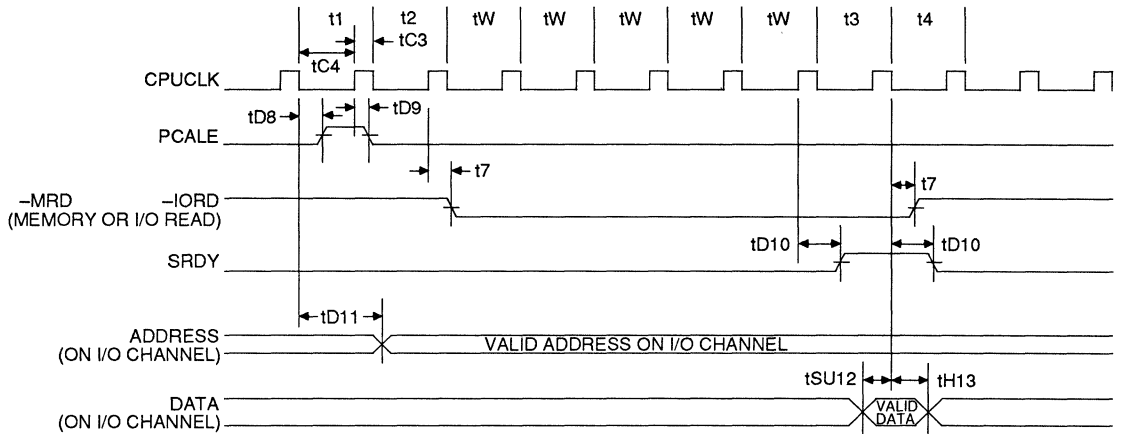 t1 t2 tW tW tW tW tW t3 t4
tC3
tC4
CPUCLK
tD8 tD9
PCALE
t7 t7
–MRD –IORD
(MEMORY OR I/O READ)
tD10 tD10
SRDY
tD11
ADDRESS
(ON I/O CHANNEL)
VALID ADDRESS ON I/O CHANNEL
tSU12 tH13
DATA
(ON I/O CHANNEL)
VALID
DATA